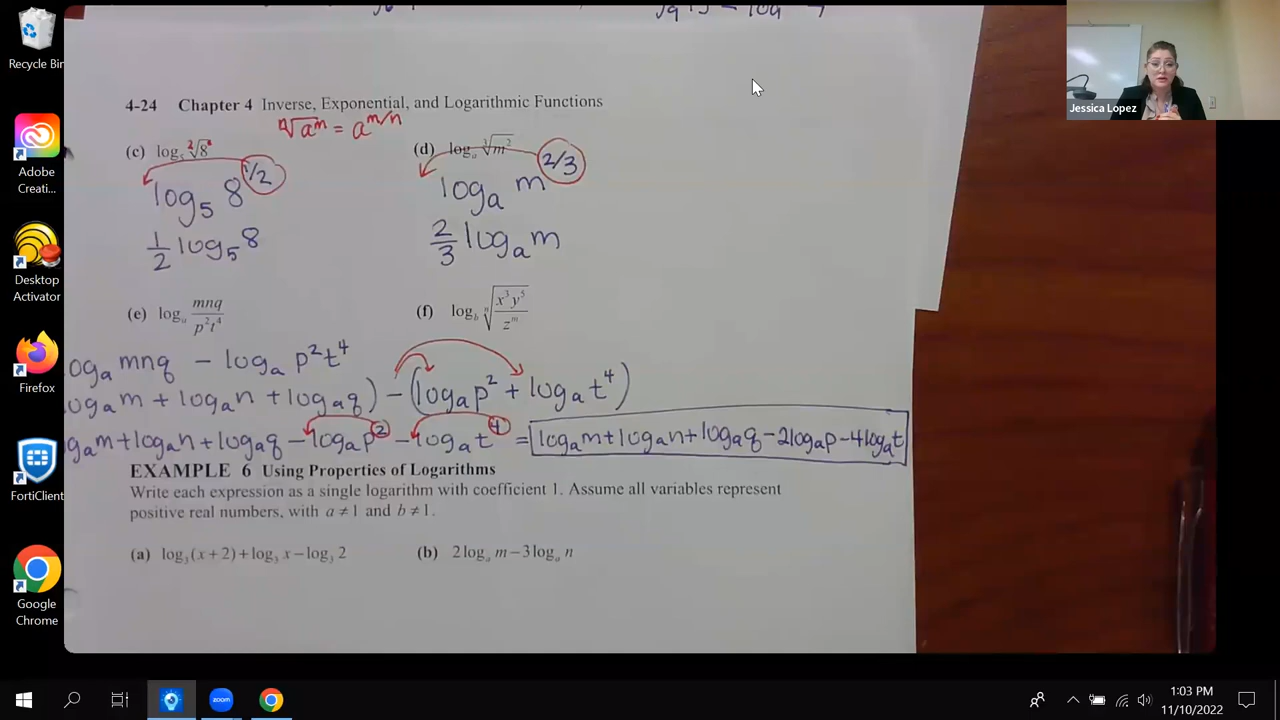 Recycle Bin
Adobe
Creati...
Desktop
Activator
Firefox
FortiClient
Google
Chrome
Jessica Lopez
4-24 Chapter 4 Inverse, Exponential, and Logarithmic Functions
ⁿ√aᵐ = a^(m/n)
(c) log₅ ²√8¹
log₅ 8^(1/2)
1/2 log₅ 8
(d) logₐ ³√m²
logₐ m^(2/3)
2/3 logₐ m
(e) logₐ mnq/p²t⁴
(f) log_b ⁿ√(x³y⁵/zᵐ)
ogₐ mnq − logₐ p²t⁴
ogₐ m + logₐ n + logₐ q) − (logₐ p² + logₐ t⁴)
gₐ m + logₐ n + logₐ q − logₐ p² − logₐ t⁴ = logₐ m + logₐ n + logₐ q − 2logₐ p − 4logₐ t
EXAMPLE 6 Using Properties of Logarithms
Write each expression as a single logarithm with coefficient 1. Assume all variables represent
positive real numbers, with a ≠ 1 and b ≠ 1.
(a) log₃(x + 2) + log₃ x − log₃ 2
(b) 2 logₐ m − 3 logₐ n
zoom
1:03 PM
11/10/2022